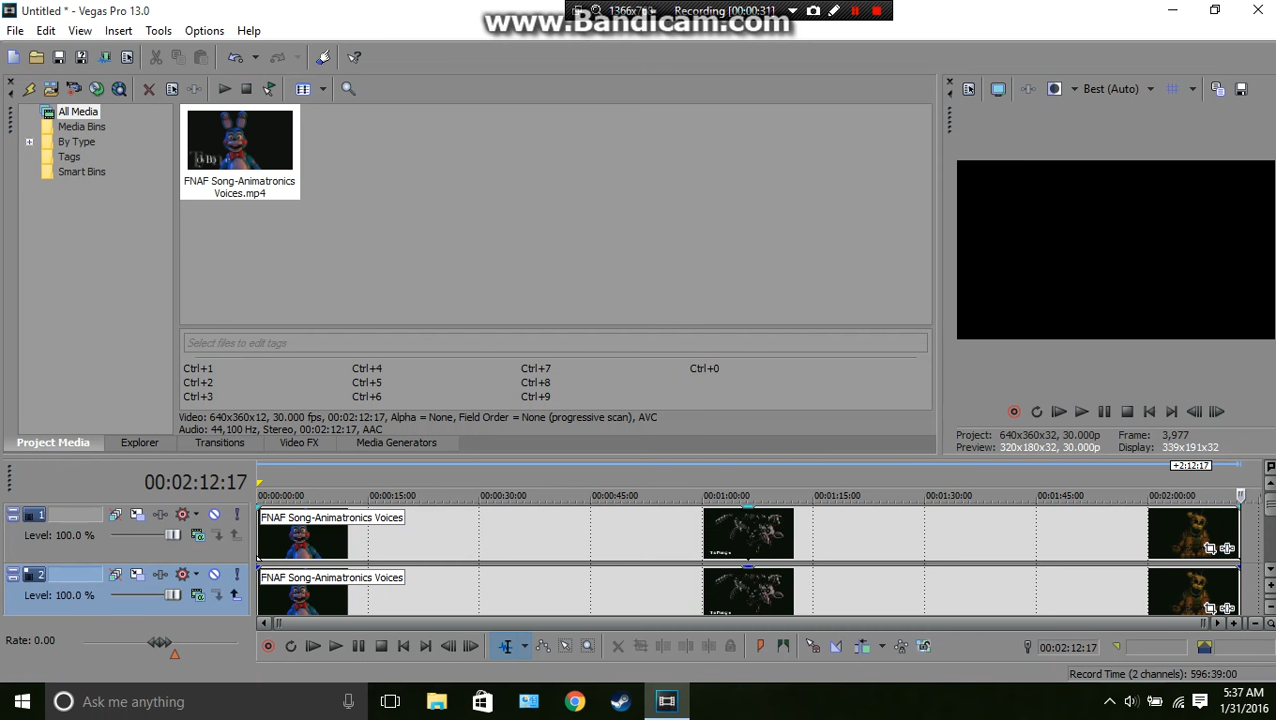 Untitled * - Vegas Pro 13.0
Recording [00:00:31]
www.Bandicam.com
File Edit View Insert Tools Options Help
Best (Auto)
All Media
Media Bins
By Type
Tags
Smart Bins
FNAF Song-Animatronics
Voices.mp4
Select files to edit tags
Ctrl+1 Ctrl+4 Ctrl+7 Ctrl+0
Ctrl+2 Ctrl+5 Ctrl+8
Ctrl+3 Ctrl+6 Ctrl+9
Video: 640x360x12, 30.000 fps, 00:02:12:17, Alpha = None, Field Order = None (progressive scan), AVC
Audio: 44,100 Hz, Stereo, 00:02:12:17, AAC
Project Media Explorer Transitions Video FX Media Generators
Project: 640x360x32, 30.000p Frame: 3,977
Preview: 320x180x32, 30.000p Display: 339x191x32
+2:12:17
00:02:12:17
00:00:00:00 00:00:15:00 00:00:30:00 00:00:45:00 00:01:00:00 00:01:15:00 00:01:30:00 00:01:45:00 00:02:00:00
1
FNAF Song-Animatronics Voices
Level: 100.0 %
2
FNAF Song-Animatronics Voices
Level: 100.0 %
Rate: 0.00
00:02:12:17
Record Time (2 channels): 596:39:00
Ask me anything
5:37 AM
1/31/2016